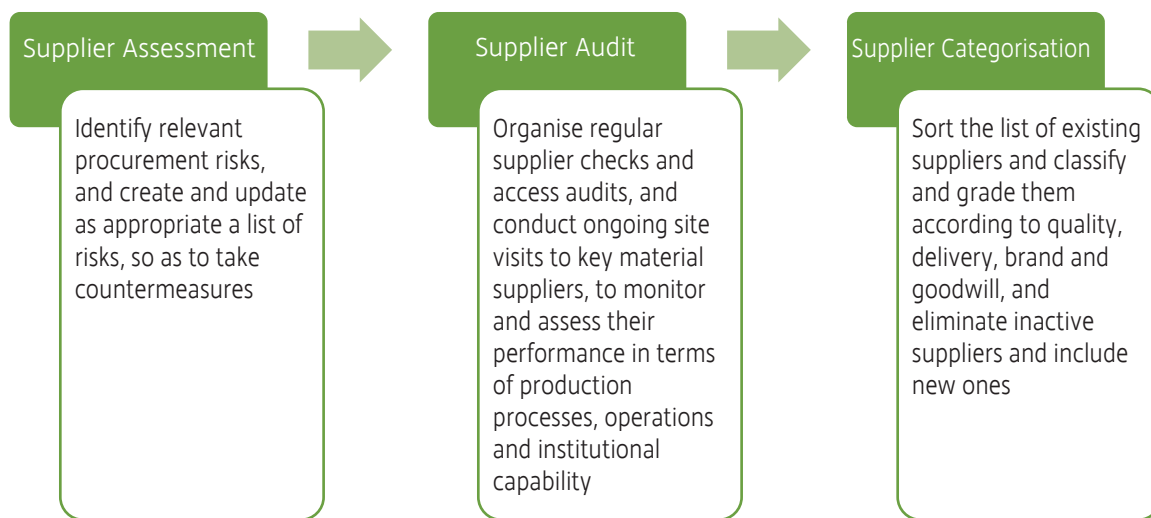 Supplier Assessment
Identify relevant
procurement risks,
and create and update
as appropriate a list of
risks, so as to take
countermeasures
Supplier Audit
Organise regular
supplier checks and
access audits, and
conduct ongoing site
visits to key material
suppliers, to monitor
and assess their
performance in terms
of production
processes, operations
and institutional
capability
Supplier Categorisation
Sort the list of existing
suppliers and classify
and grade them
according to quality,
delivery, brand and
goodwill, and
eliminate inactive
suppliers and include
new ones